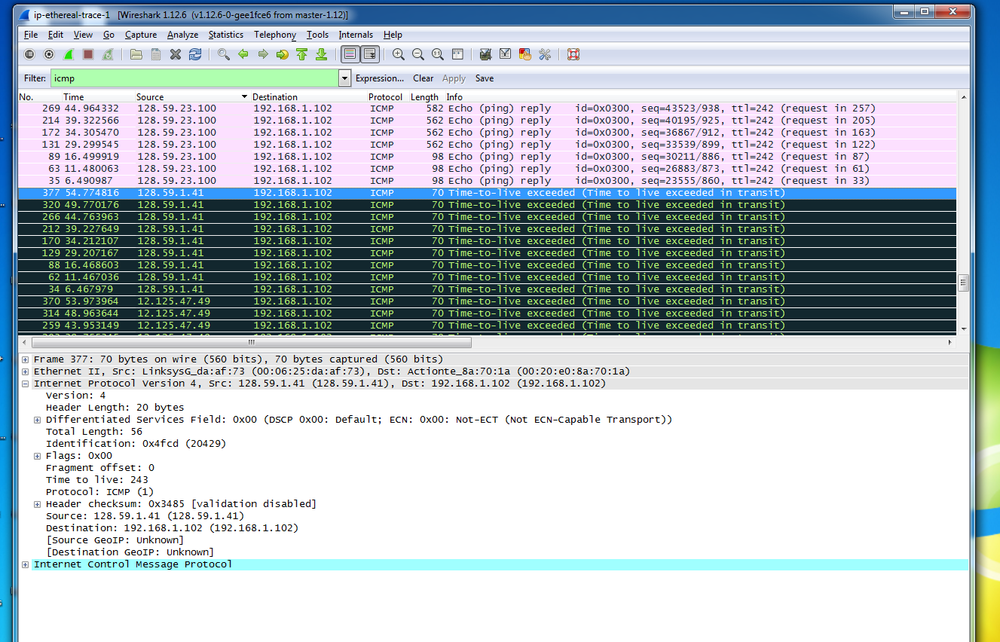 ip-ethereal-trace-1 [Wireshark 1.12.6 (v1.12.6-0-gee1fce6 from master-1.12)]
File Edit View Go Capture Analyze Statistics Telephony Tools Internals Help
Filter: icmp Expression... Clear Apply Save
No. Time Source Destination Protocol Length Info
269 44.964332 128.59.23.100 192.168.1.102 ICMP 582 Echo (ping) reply id=0x0300, seq=43523/938, ttl=242 (request in 257)
214 39.322566 128.59.23.100 192.168.1.102 ICMP 562 Echo (ping) reply id=0x0300, seq=40195/925, ttl=242 (request in 205)
172 34.305470 128.59.23.100 192.168.1.102 ICMP 562 Echo (ping) reply id=0x0300, seq=36867/912, ttl=242 (request in 163)
131 29.299545 128.59.23.100 192.168.1.102 ICMP 562 Echo (ping) reply id=0x0300, seq=33539/899, ttl=242 (request in 122)
89 16.499919 128.59.23.100 192.168.1.102 ICMP 98 Echo (ping) reply id=0x0300, seq=30211/886, ttl=242 (request in 87)
63 11.480063 128.59.23.100 192.168.1.102 ICMP 98 Echo (ping) reply id=0x0300, seq=26883/873, ttl=242 (request in 61)
35 6.490987 128.59.23.100 192.168.1.102 ICMP 98 Echo (ping) reply id=0x0300, seq=23555/860, ttl=242 (request in 33)
377 54.774816 128.59.1.41 192.168.1.102 ICMP 70 Time-to-live exceeded (Time to live exceeded in transit)
320 49.770176 128.59.1.41 192.168.1.102 ICMP 70 Time-to-live exceeded (Time to live exceeded in transit)
266 44.763963 128.59.1.41 192.168.1.102 ICMP 70 Time-to-live exceeded (Time to live exceeded in transit)
212 39.227649 128.59.1.41 192.168.1.102 ICMP 70 Time-to-live exceeded (Time to live exceeded in transit)
170 34.212107 128.59.1.41 192.168.1.102 ICMP 70 Time-to-live exceeded (Time to live exceeded in transit)
129 29.207167 128.59.1.41 192.168.1.102 ICMP 70 Time-to-live exceeded (Time to live exceeded in transit)
88 16.468603 128.59.1.41 192.168.1.102 ICMP 70 Time-to-live exceeded (Time to live exceeded in transit)
62 11.467036 128.59.1.41 192.168.1.102 ICMP 70 Time-to-live exceeded (Time to live exceeded in transit)
34 6.467979 128.59.1.41 192.168.1.102 ICMP 70 Time-to-live exceeded (Time to live exceeded in transit)
370 53.973964 12.125.47.49 192.168.1.102 ICMP 70 Time-to-live exceeded (Time to live exceeded in transit)
314 48.963644 12.125.47.49 192.168.1.102 ICMP 70 Time-to-live exceeded (Time to live exceeded in transit)
259 43.953149 12.125.47.49 192.168.1.102 ICMP 70 Time-to-live exceeded (Time to live exceeded in transit)
Frame 377: 70 bytes on wire (560 bits), 70 bytes captured (560 bits)
Ethernet II, Src: LinksysG_da:af:73 (00:06:25:da:af:73), Dst: Actionte_8a:70:1a (00:20:e0:8a:70:1a)
Internet Protocol Version 4, Src: 128.59.1.41 (128.59.1.41), Dst: 192.168.1.102 (192.168.1.102)
Version: 4
Header Length: 20 bytes
Differentiated Services Field: 0x00 (DSCP 0x00: Default; ECN: 0x00: Not-ECT (Not ECN-Capable Transport))
Total Length: 56
Identification: 0x4fcd (20429)
Flags: 0x00
Fragment offset: 0
Time to live: 243
Protocol: ICMP (1)
Header checksum: 0x3485 [validation disabled]
Source: 128.59.1.41 (128.59.1.41)
Destination: 192.168.1.102 (192.168.1.102)
[Source GeoIP: Unknown]
[Destination GeoIP: Unknown]
Internet Control Message Protocol